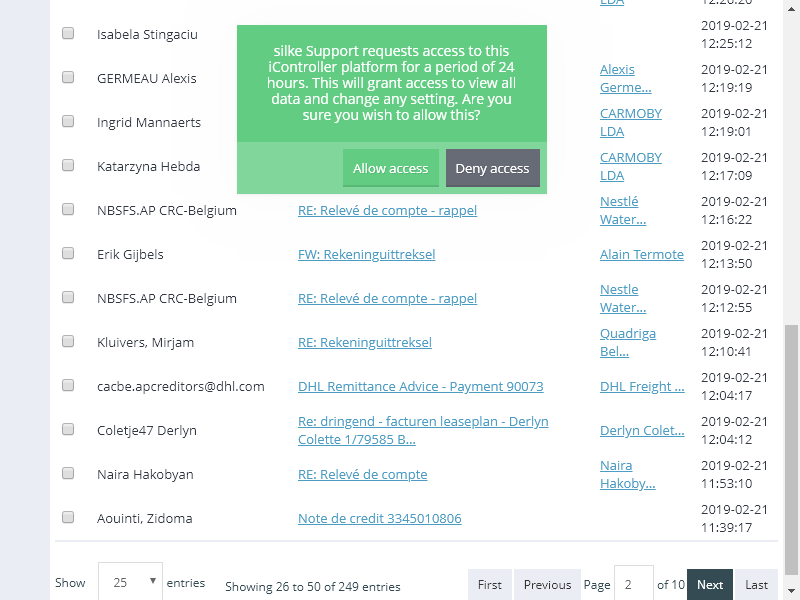 LDA
12:26:20
Isabela Stingaciu
2019-02-21
12:25:12
silke Support requests access to this
iController platform for a period of 24
hours. This will grant access to view all
data and change any setting. Are you
sure you wish to allow this?
Allow access
Deny access
GERMEAU Alexis
Alexis
Germe...
2019-02-21
12:19:19
Ingrid Mannaerts
CARMOBY
LDA
2019-02-21
12:19:01
Katarzyna Hebda
CARMOBY
LDA
2019-02-21
12:17:09
NBSFS.AP CRC-Belgium
RE: Relevé de compte - rappel
Nestlé
Water...
2019-02-21
12:16:22
Erik Gijbels
FW: Rekeninguittreksel
Alain Termote
2019-02-21
12:13:50
NBSFS.AP CRC-Belgium
RE: Relevé de compte - rappel
Nestle
Water...
2019-02-21
12:12:55
Kluivers, Mirjam
RE: Rekeninguittreksel
Quadriga
Bel...
2019-02-21
12:10:41
cacbe.apcreditors@dhl.com
DHL Remittance Advice - Payment 90073
DHL Freight ...
2019-02-21
12:04:17
Coletje47 Derlyn
Re: dringend - facturen leaseplan - Derlyn
Colette 1/79585 B...
Derlyn Colet...
2019-02-21
12:04:12
Naira Hakobyan
RE: Relevé de compte
Naira
Hakoby...
2019-02-21
11:53:10
Aouinti, Zidoma
Note de credit 3345010806
2019-02-21
11:39:17
Show 25 entries
Showing 26 to 50 of 249 entries
First Previous Page 2 of 10 Next Last